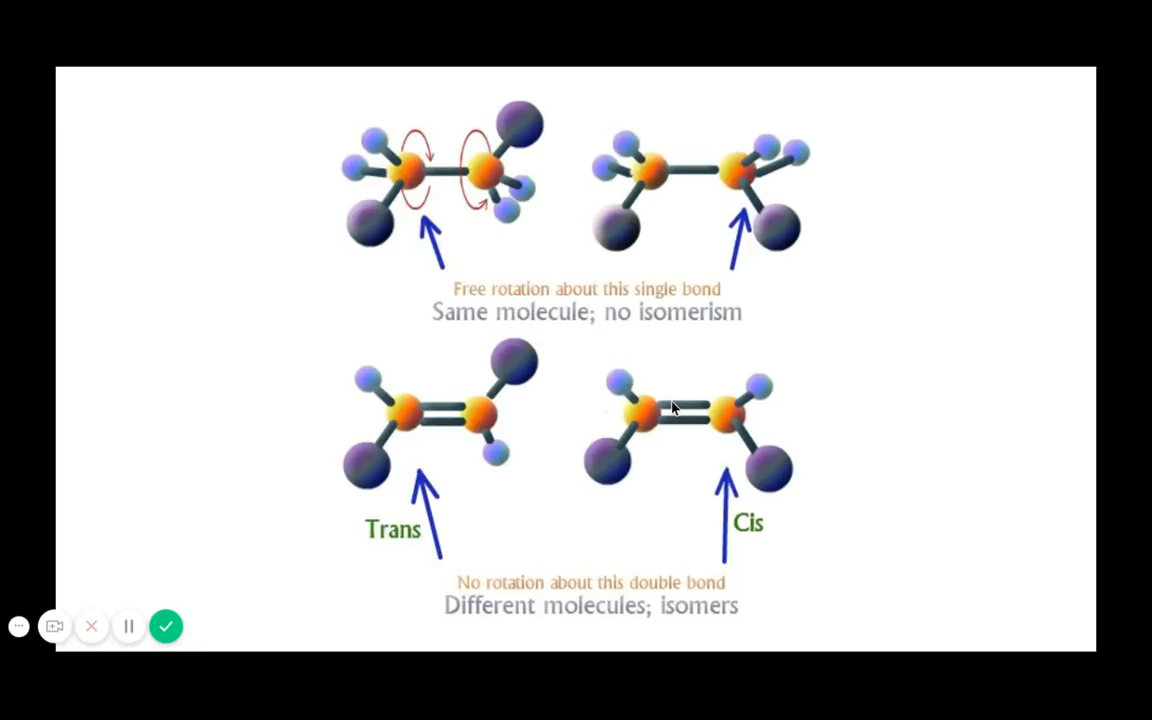 Free rotation about this single bond
Same molecule; no isomerism
Trans
Cis
No rotation about this double bond
Different molecules; isomers